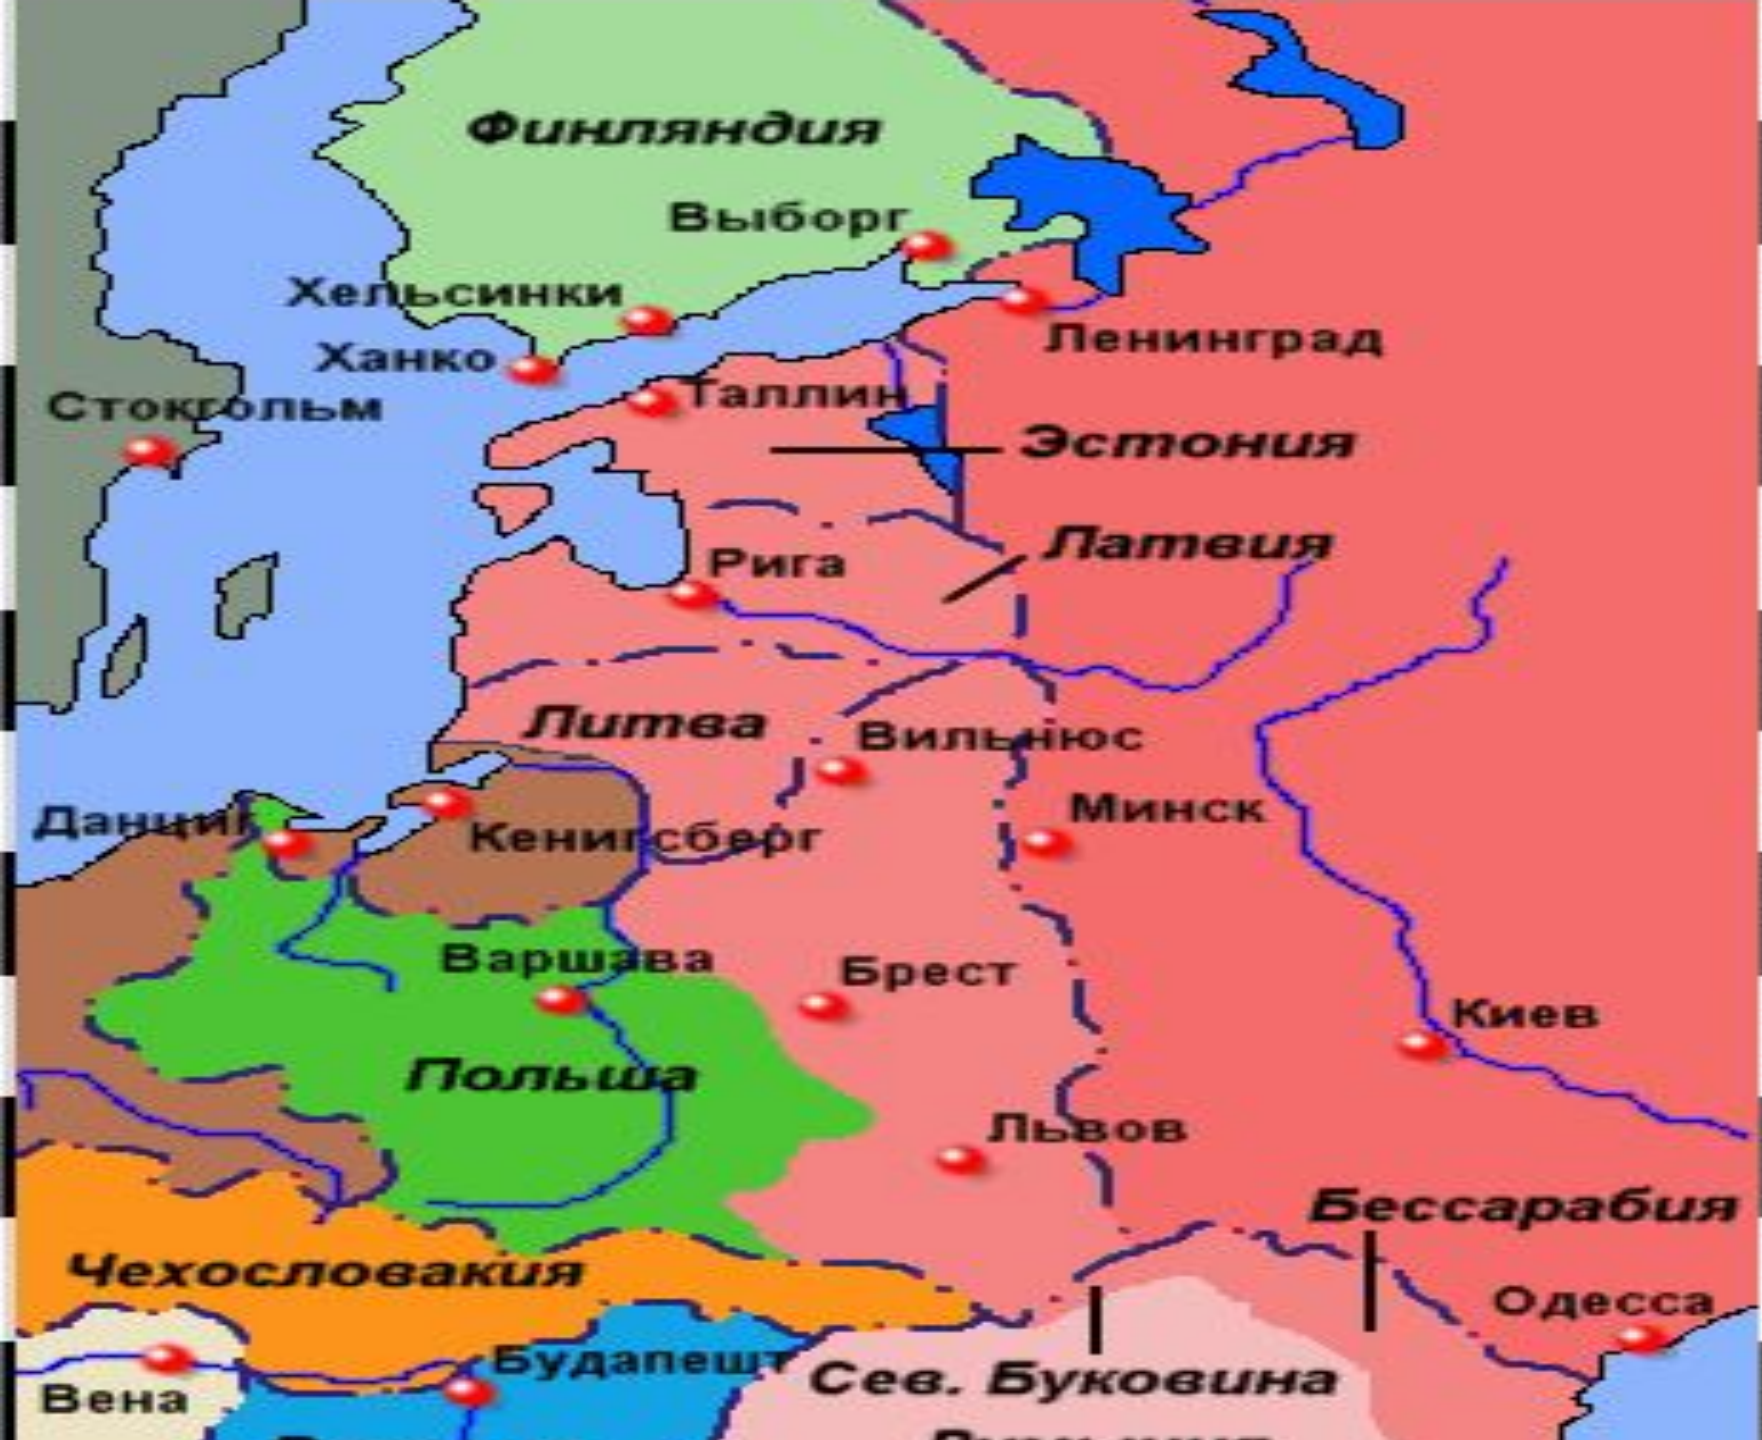 Финляндия
Выборг
Хельсинки
Ленинград
Ханко
Таллин
Стокгольм
Эстония
Латвия
Рига
Литва
Вильнюс
Данциг
Минск
Кенигсберг
Варшава
Брест
Киев
Польша
Львов
Бессарабия
Чехословакия
Одесса
Будапешт
Сев. Буковина
Вена